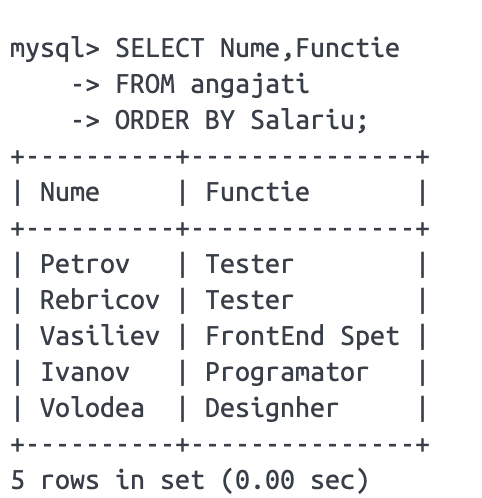 mysql> SELECT Nume,Functie
    -> FROM angajati
    -> ORDER BY Salariu;
+----------+---------------+
| Nume     | Functie       |
+----------+---------------+
| Petrov   | Tester        |
| Rebricov | Tester        |
| Vasiliev | FrontEnd Spet |
| Ivanov   | Programator   |
| Volodea  | Designher     |
+----------+---------------+
5 rows in set (0.00 sec)